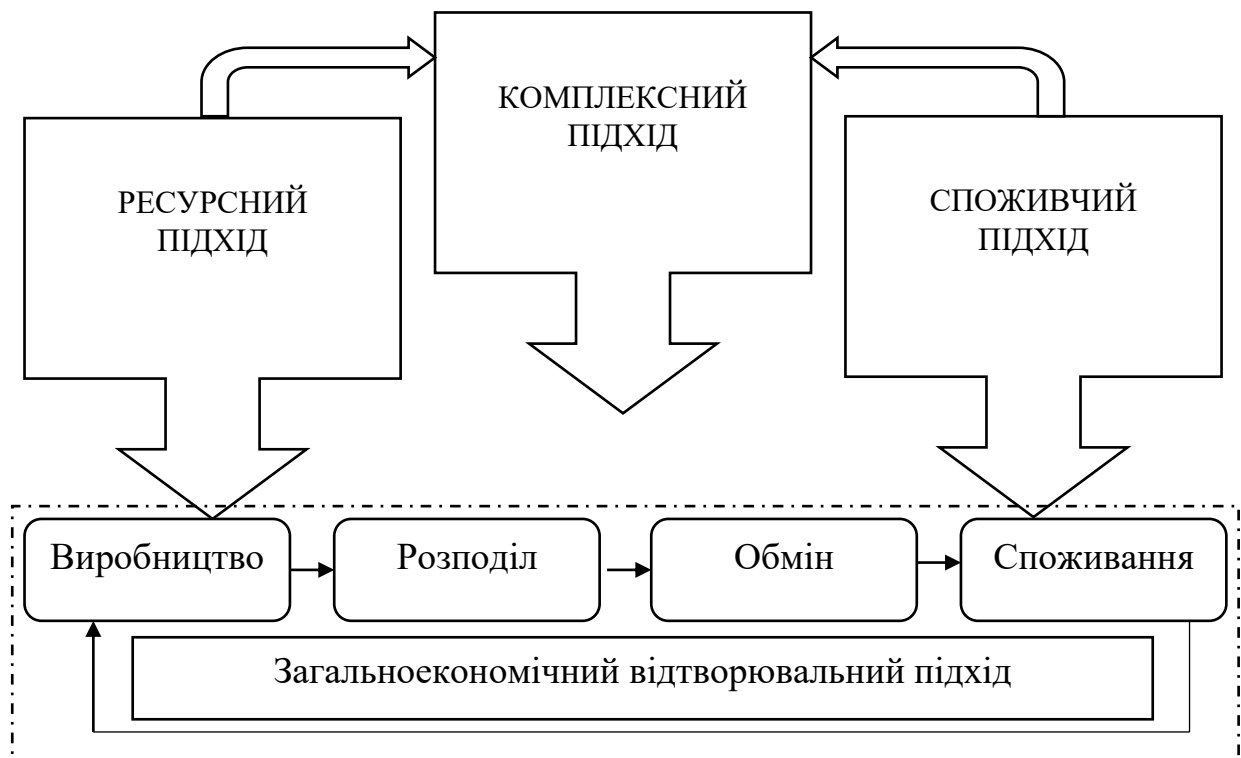 КОМПЛЕКСНИЙ
ПІДХІД
РЕСУРСНИЙ
ПІДХІД
СПОЖИВЧИЙ
ПІДХІД
Виробництво
Розподіл
Обмін
Споживання
Загальноекономічний відтворювальний підхід